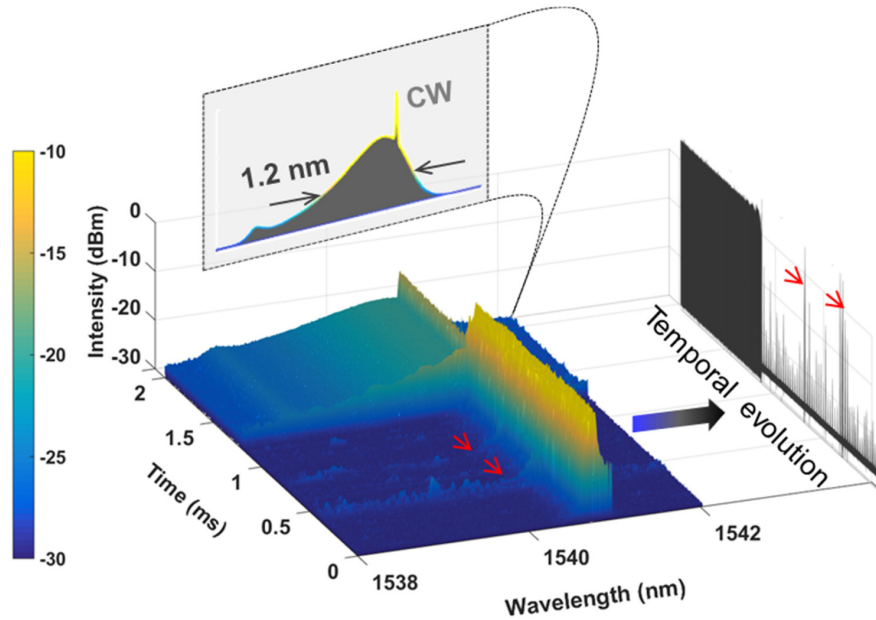 CW
1.2 nm
-10
-15
-20
-25
-30
0
-10
-20
-30
Intensity (dBm)
2
1.5
1
0.5
0
Time (ms)
1538
1540
1542
Wavelength (nm)
Temporal evolution